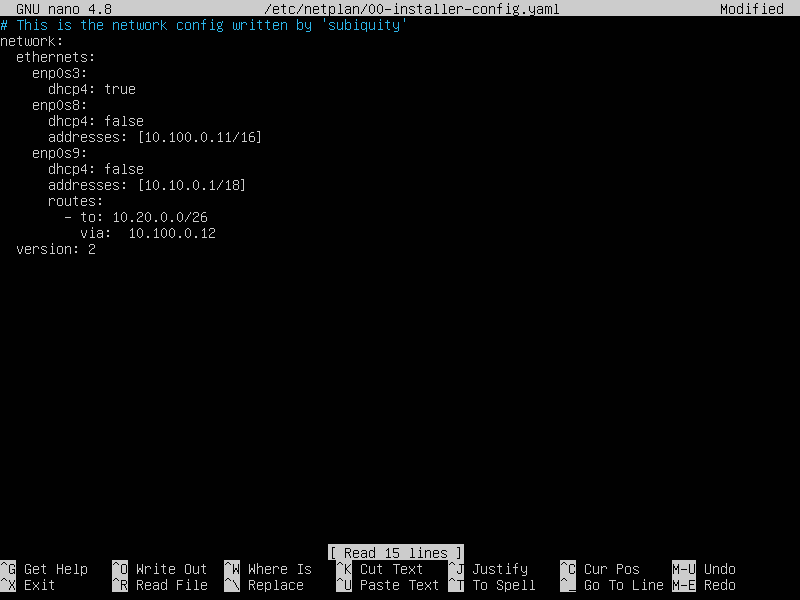 GNU nano 4.8 /etc/netplan/00-installer-config.yaml Modified
# This is the network config written by 'subiquity'
network:
  ethernets:
    enp0s3:
      dhcp4: true
    enp0s8:
      dhcp4: false
      addresses: [10.100.0.11/16]
    enp0s9:
      dhcp4: false
      addresses: [10.10.0.1/18]
      routes:
        - to: 10.20.0.0/26
          via:  10.100.0.12
  version: 2
[ Read 15 lines ]
^G Get Help ^O Write Out ^W Where Is ^K Cut Text ^J Justify ^C Cur Pos M-U Undo
^X Exit ^R Read File ^\ Replace ^U Paste Text ^T To Spell ^_ Go To Line M-E Redo